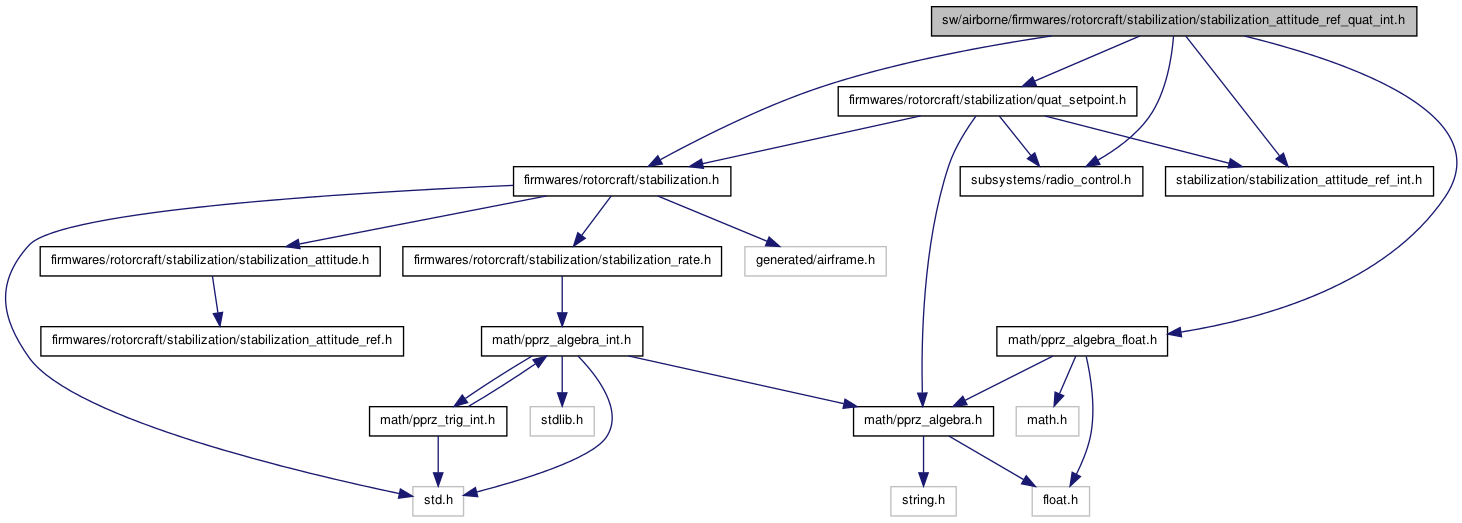 sw/airborne/firmwares/rotorcraft/stabilization/stabilization_attitude_ref_quat_int.h
firmwares/rotorcraft/stabilization/quat_setpoint.h
firmwares/rotorcraft/stabilization.h
subsystems/radio_control.h
stabilization/stabilization_attitude_ref_int.h
firmwares/rotorcraft/stabilization/stabilization_attitude.h
firmwares/rotorcraft/stabilization/stabilization_rate.h
generated/airframe.h
firmwares/rotorcraft/stabilization/stabilization_attitude_ref.h
math/pprz_algebra_int.h
math/pprz_algebra_float.h
math/pprz_trig_int.h
stdlib.h
math/pprz_algebra.h
math.h
std.h
string.h
float.h